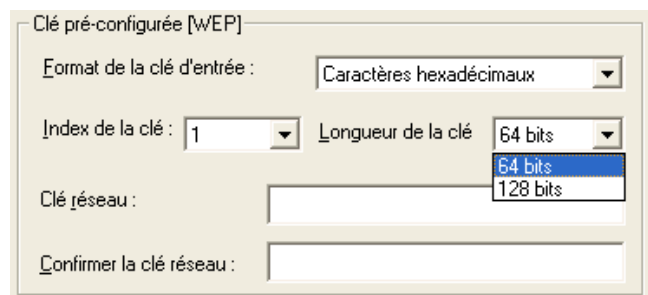 Clé pré-configurée [WEP]
Format de la clé d'entrée : Caractères hexadécimaux
Index de la clé : 1 Longueur de la clé 64 bits
64 bits
128 bits
Clé réseau :
Confirmer la clé réseau :